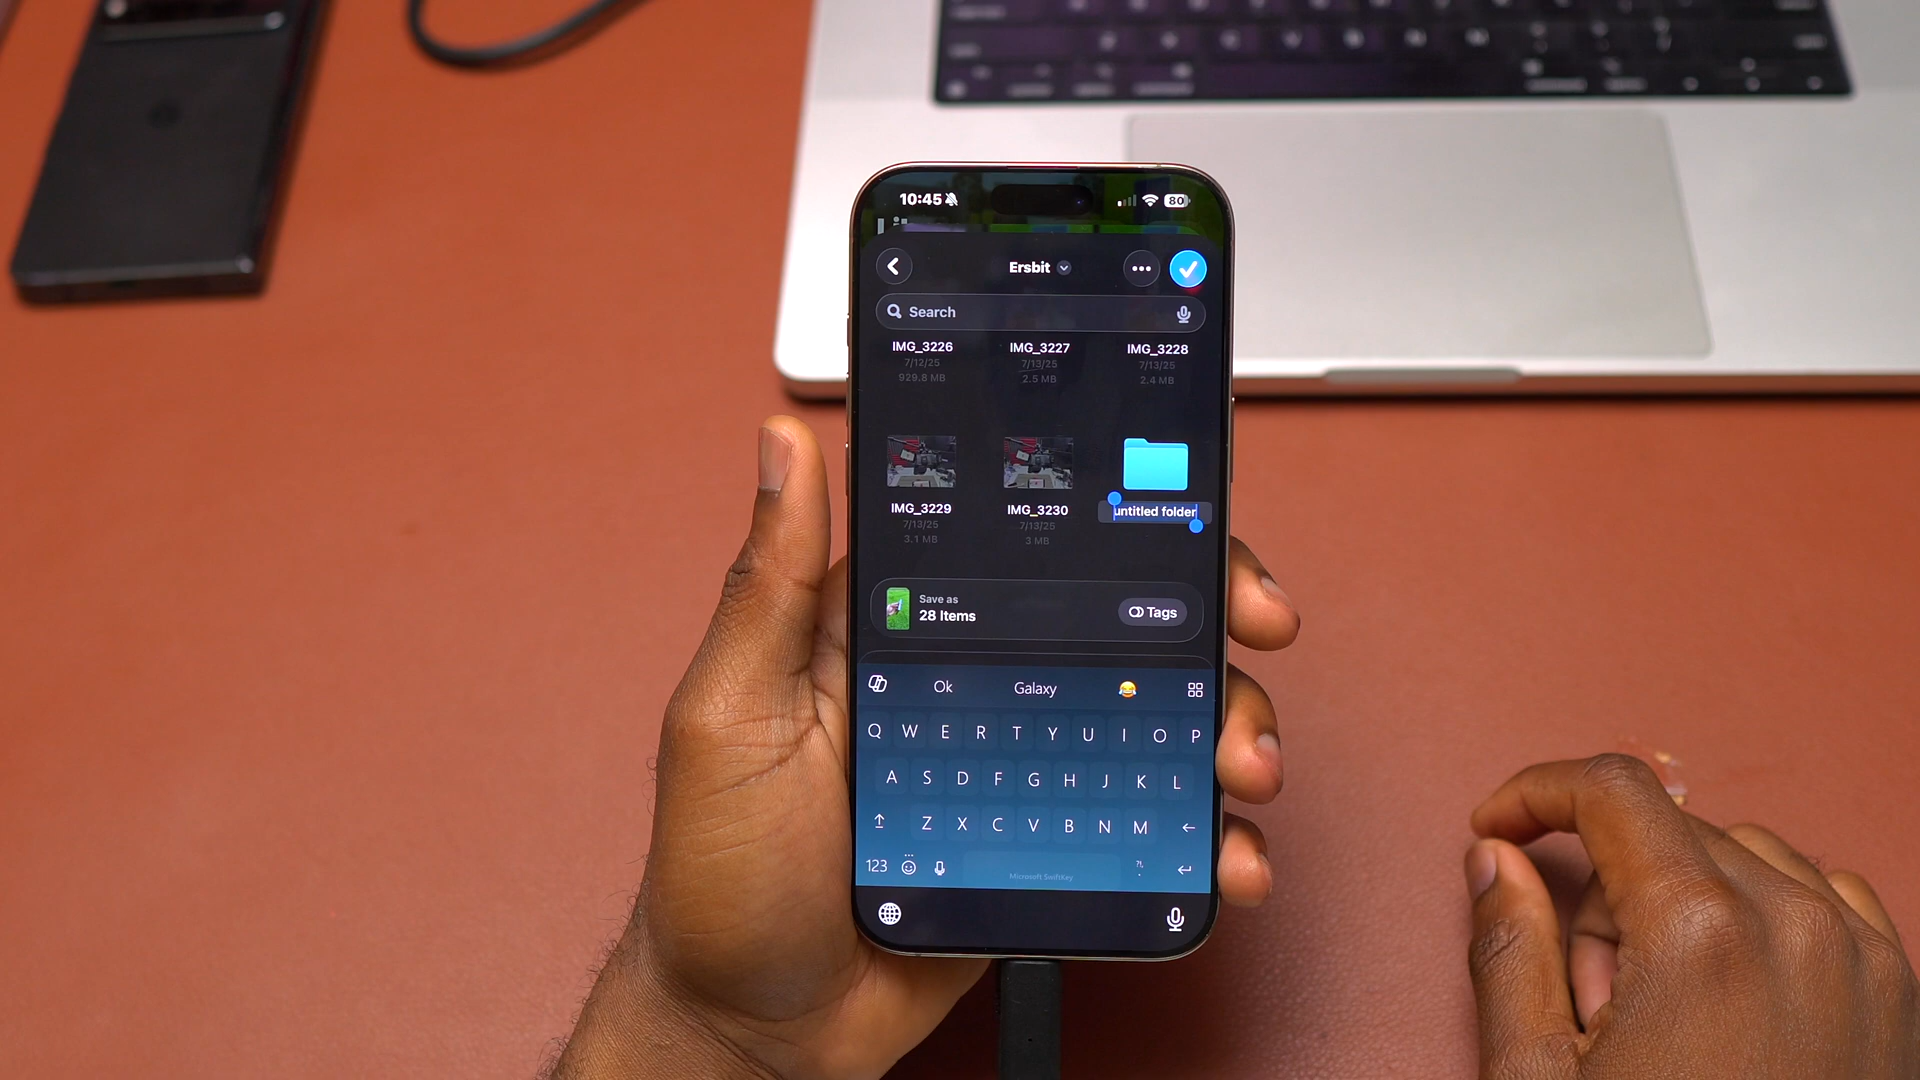 10:45 80
Ersbit
Search
IMG_3226 IMG_3227 IMG_3228
7/12/25 7/13/25 7/13/25
929.8 MB 2.5 MB 2.4 MB
IMG_3229 IMG_3230 untitled folder
7/13/25 7/13/25
3.1 MB 3 MB
Save as
28 Items Tags
Ok Galaxy 😂
Q W E R T Y U I O P
A S D F G H J K L
Z X C V B N M
123 ?!,.
Microsoft SwiftKey